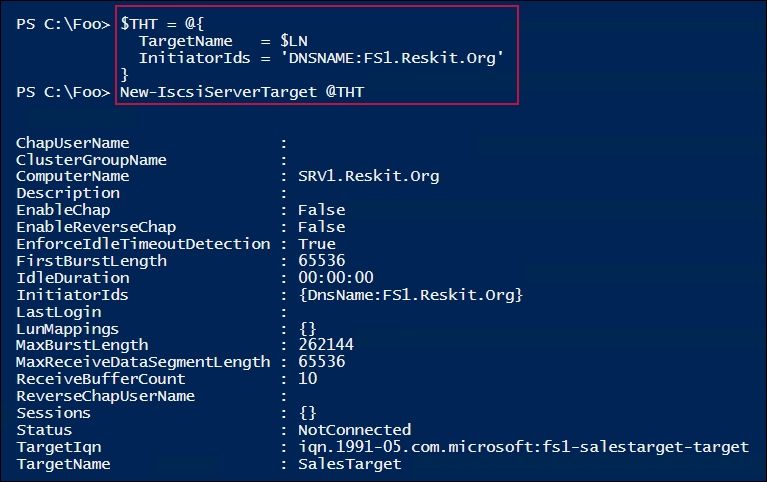 PS C:\Foo> $THT = @{
TargetName   = $LN
InitiatorIds = 'DNSNAME:FS1.Reskit.Org'
}
PS C:\Foo> New-IscsiServerTarget @THT
ChapUserName                :
ClusterGroupName            :
ComputerName                : SRV1.Reskit.Org
Description                 :
EnableChap                  : False
EnableReverseChap           : False
EnforceIdleTimeoutDetection : True
FirstBurstLength            : 65536
IdleDuration                : 00:00:00
InitiatorIds                : {DnsName:FS1.Reskit.Org}
LastLogin                   :
LunMappings                 : {}
MaxBurstLength              : 262144
MaxReceiveDataSegmentLength : 65536
ReceiveBufferCount          : 10
ReverseChapUserName         :
Sessions                    : {}
Status                      : NotConnected
TargetIqn                   : iqn.1991-05.com.microsoft:fs1-salestarget-target
TargetName                  : SalesTarget